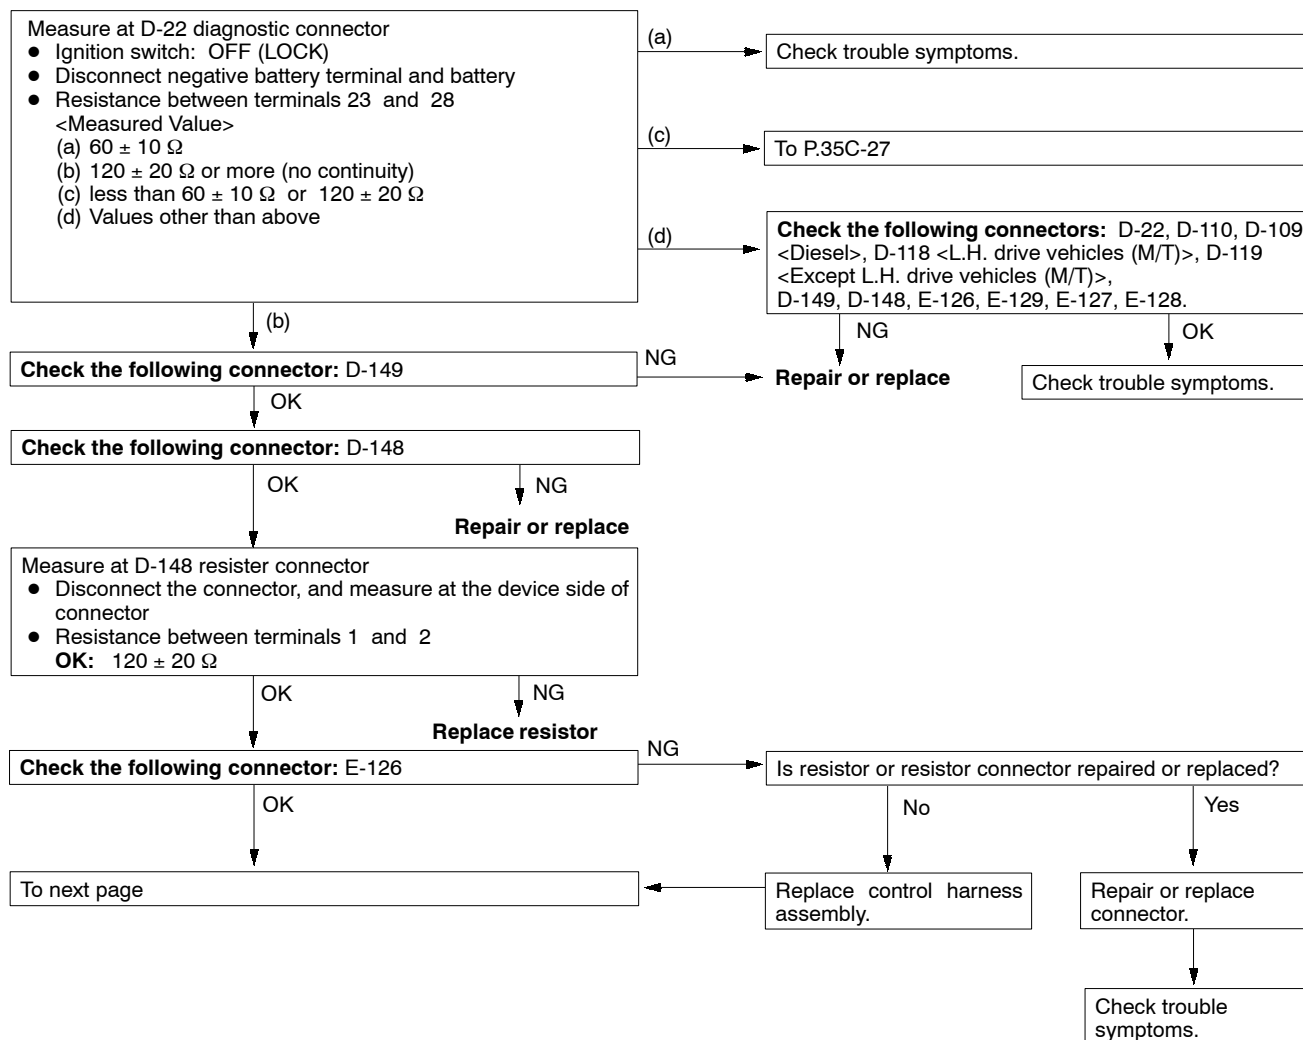 Measure at D-22 diagnostic connector
● Ignition switch: OFF (LOCK)
● Disconnect negative battery terminal and battery
● Resistance between terminals 23 and 28
<Measured Value>
(a) 60 ± 10 Ω
(b) 120 ± 20 Ω or more (no continuity)
(c) less than 60 ± 10 Ω or 120 ± 20 Ω
(d) Values other than above
(a)
Check trouble symptoms.
(c)
To P.35C-27
(d)
Check the following connectors: D-22, D-110, D-109
<Diesel>, D-118 <L.H. drive vehicles (M/T)>, D-119
<Except L.H. drive vehicles (M/T)>,
D-149, D-148, E-126, E-129, E-127, E-128.
NG
OK
Repair or replace
Check trouble symptoms.
(b)
Check the following connector: D-149
NG
OK
Check the following connector: D-148
OK
NG
Repair or replace
Measure at D-148 resister connector
● Disconnect the connector, and measure at the device side of
connector
● Resistance between terminals 1 and 2
OK: 120 ± 20 Ω
OK
NG
Replace resistor
Check the following connector: E-126
NG
Is resistor or resistor connector repaired or replaced?
OK
No
Yes
To next page
Replace control harness
assembly.
Repair or replace
connector.
Check trouble
symptoms.